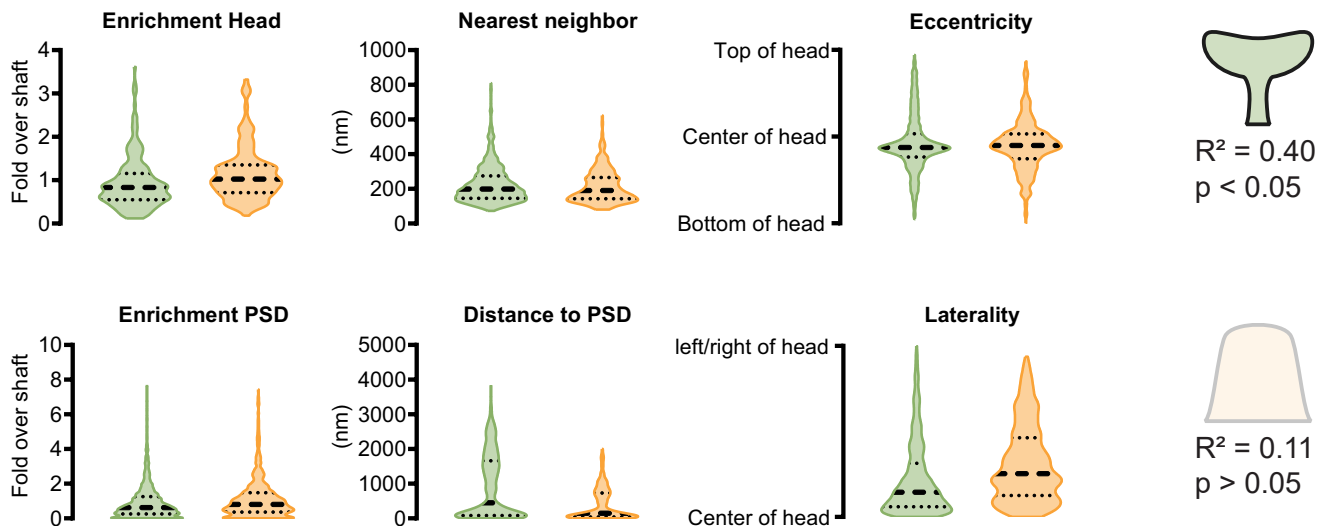 Enrichment Head
Fold over shaft
4
3
2
1
0
Nearest neighbor
(nm)
1000
800
600
400
200
0
Eccentricity
Top of head
Center of head
Bottom of head
R² = 0.40
p < 0.05
Enrichment PSD
Fold over shaft
10
8
6
4
2
0
Distance to PSD
(nm)
5000
4000
3000
2000
1000
0
Laterality
left/right of head
Center of head
R² = 0.11
p > 0.05